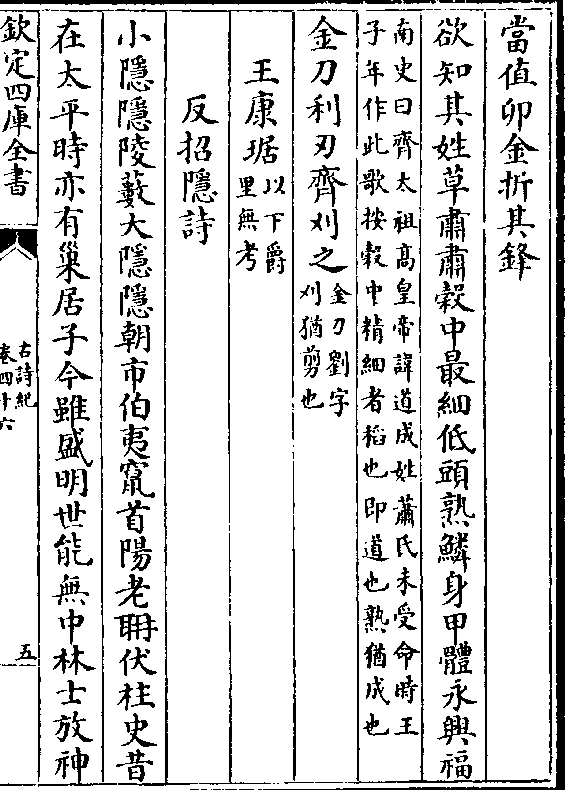 當值卯金折其鋒
欲知其姓草肅肅穀中最細低頭熟鱗身甲體永興福
南史曰齊太祖高皇帝諱道成姓蕭氏未受命時王
子年作此歌按穀中精細者稻也即道也熟猶成也
金刀利刃齊刈之金刀劉字
刈猶剪也
王康琚以下爵
里無考
反招隱詩
小隱隱陵藪大隱隱朝市伯夷竄首陽老聃伏柱史昔
在太平時亦有巢居子今雖盛明世能無中林士放神
欽定四庫全書
古詩紀
卷四十六
五